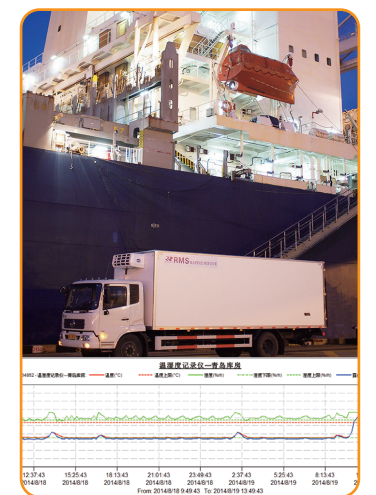 RMS
温湿度记录仪---青岛库房
温度(°C) 温度上限(°C) 湿度(%rh) 湿度下限(%rh) 湿度上限(%rh)
12:37:43 15:25:43 18:13:43 21:01:43 23:49:43 2:37:43 5:25:43 8:13:43
2014/8/18 2014/8/18 2014/8/18 2014/8/18 2014/8/18 2014/8/19 2014/8/19 2014/8/19
From: 2014/8/18 9:49:43 To: 2014/8/19 13:49:43